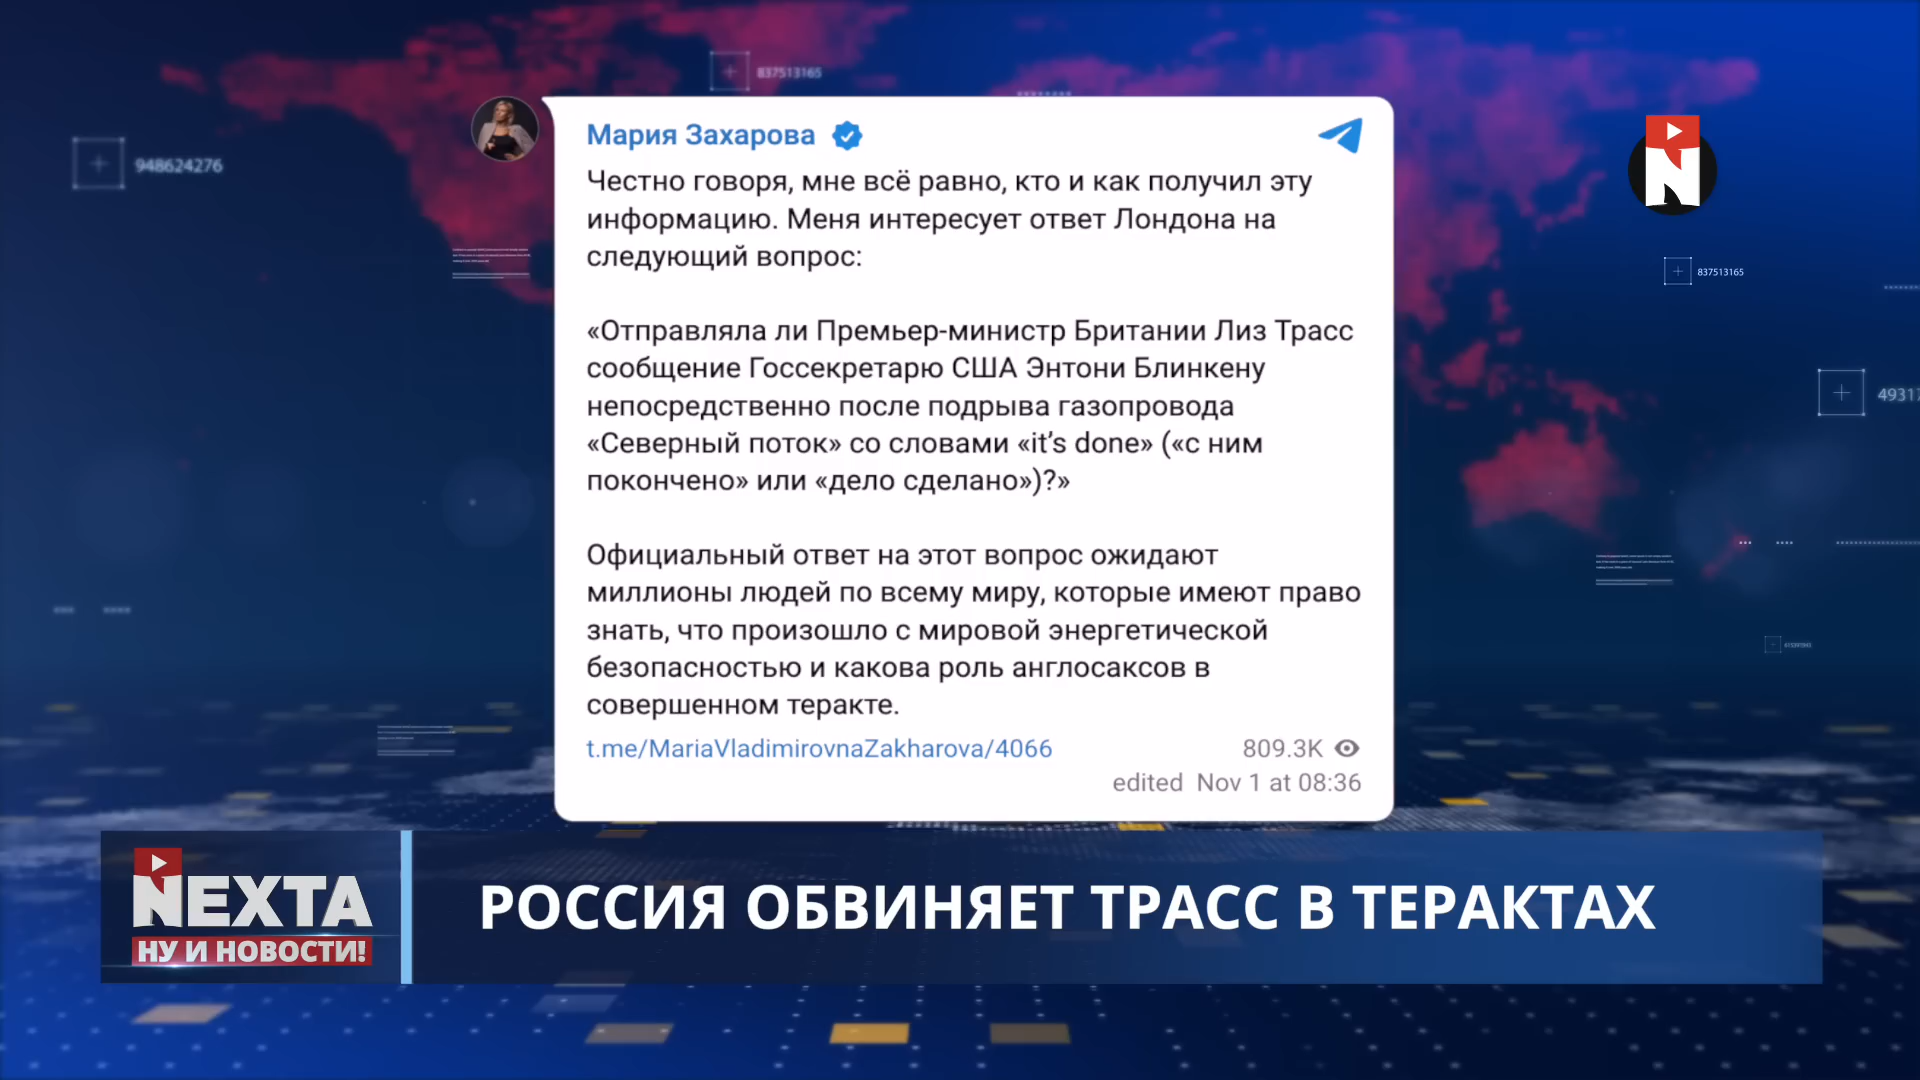 837513165
948624276
Мария Захарова
Честно говоря, мне всё равно, кто и как получил эту
информацию. Меня интересует ответ Лондона на
следующий вопрос:
«Отправляла ли Премьер-министр Британии Лиз Трасс
сообщение Госсекретарю США Энтони Блинкену
непосредственно после подрыва газопровода
«Северный поток» со словами «it's done» («с ним
покончено» или «дело сделано»)?»
Официальный ответ на этот вопрос ожидают
миллионы людей по всему миру, которые имеют право
знать, что произошло с мировой энергетической
безопасностью и какова роль англосаксов в
совершенном теракте.
t.me/MariaVladimirovnaZakharova/4066
809.3K
edited Nov 1 at 08:36
N
837513165
49317
NEXTA
НУ И НОВОСТИ!
РОССИЯ ОБВИНЯЕТ ТРАСС В ТЕРАКТАХ